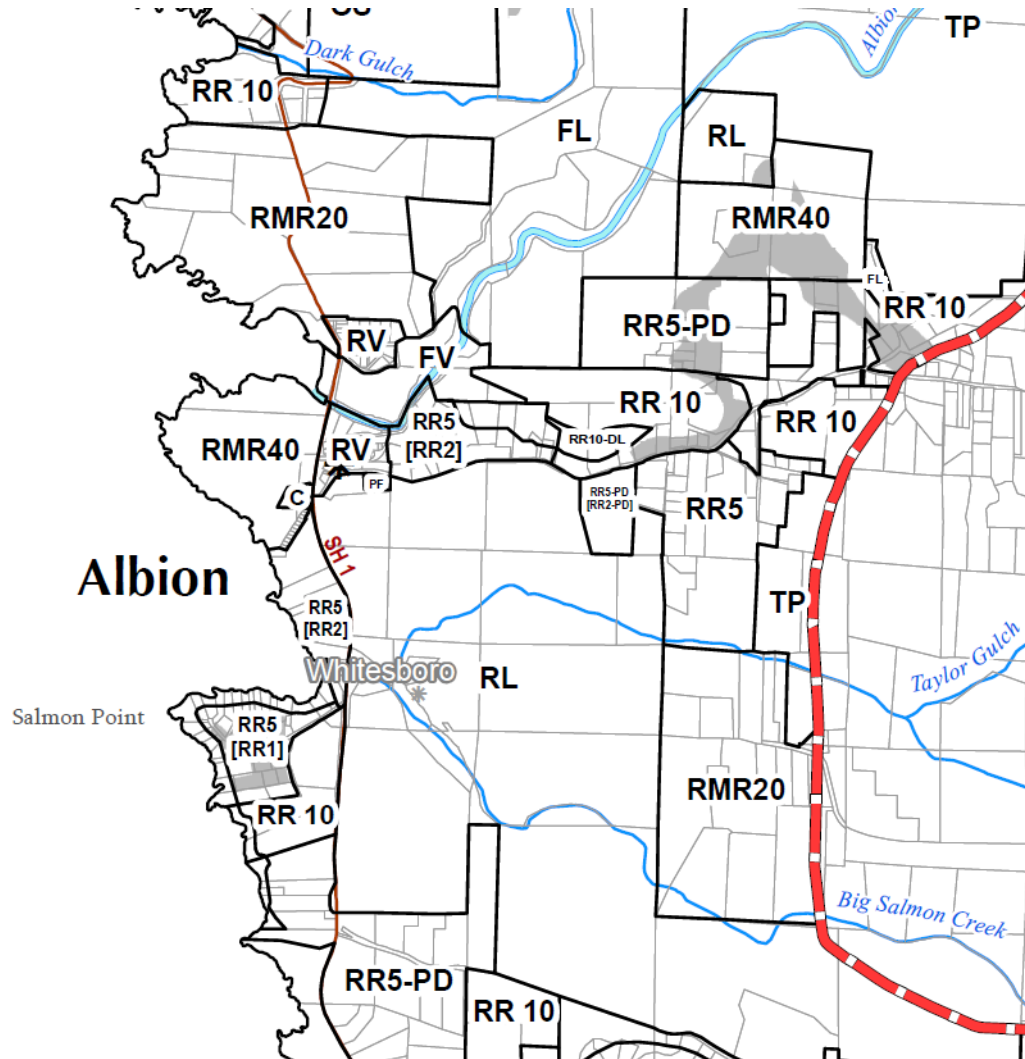 TP
Albion
Dark Gulch
RR 10
FL
RL
RMR20
RMR40
FL
RR 10
RR5-PD
RV
FV
RR 10
RR5
[RR2]
RR 10
RMR40
RV
RR10-DL
PF
C
RR5-PD
[RR2-PD]
RR5
SH 1
Albion
RR5
[RR2]
TP
Taylor Gulch
Whitesboro
RL
Salmon Point
RR5
[RR1]
RMR20
RR 10
Big Salmon Creek
RR5-PD
RR 10